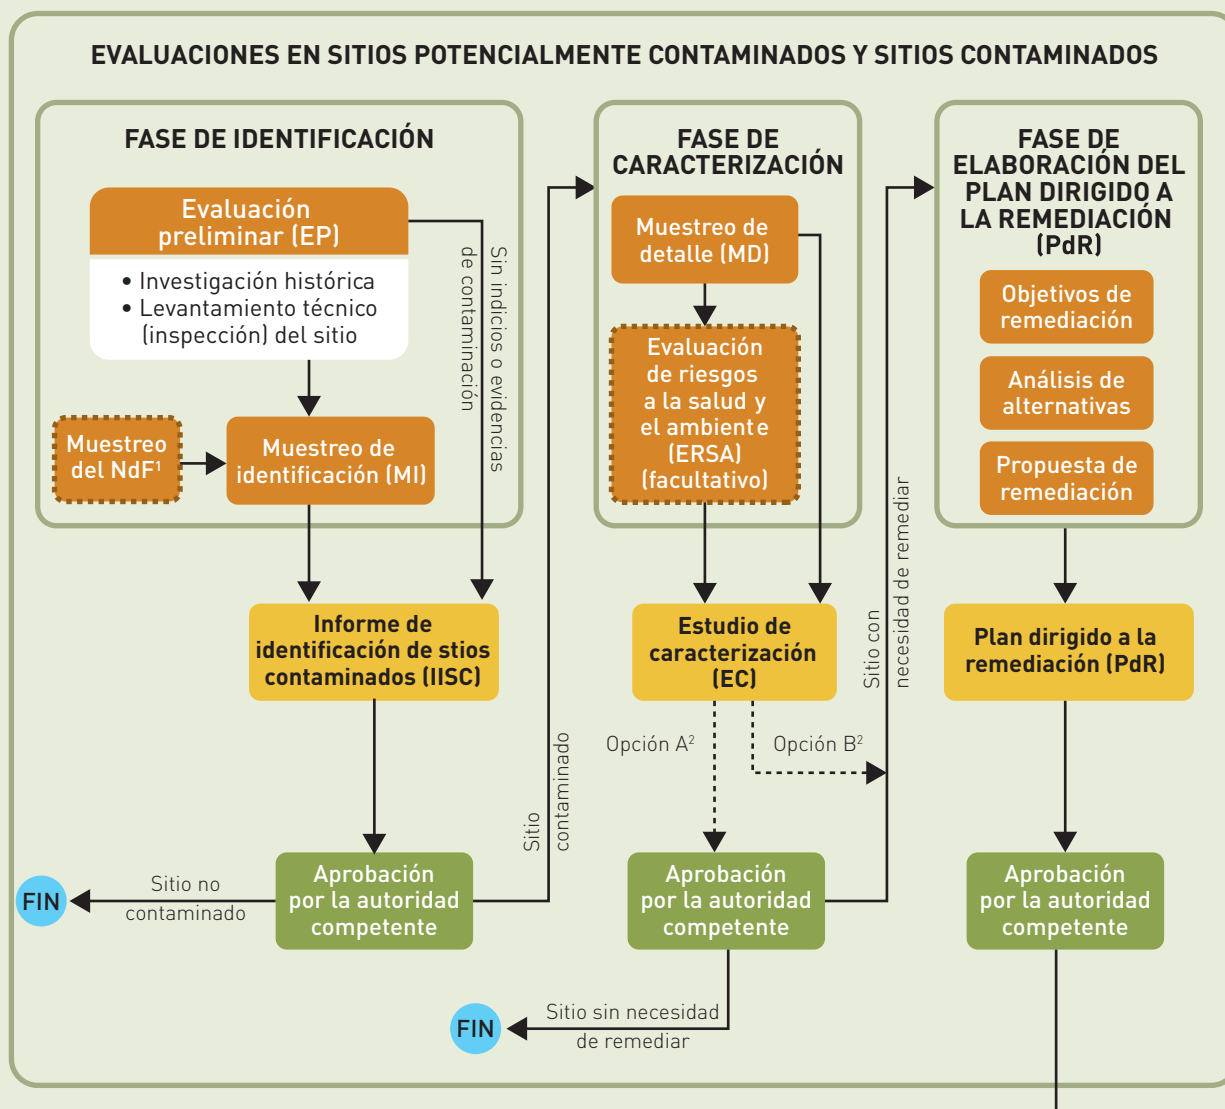 EVALUACIONES EN SITIOS POTENCIALMENTE CONTAMINADOS Y SITIOS CONTAMINADOS
FASE DE IDENTIFICACIÓN
Evaluación
preliminar (EP)
• Investigación histórica
• Levantamiento técnico
(inspección) del sitio
Sin indicios o evidencias
de contaminación
Muestreo
del NdF¹
Muestreo de
identificación (MI)
Informe de
identificación de stios
contaminados (IISC)
Aprobación
por la autoridad
competente
Sitio no
contaminado
FIN
Sitio
contaminado
FASE DE
CARACTERIZACIÓN
Muestreo de
detalle (MD)
Evaluación
de riesgos
a la salud y
el ambiente
(ERSA)
(facultativo)
Estudio de
caracterización
(EC)
Opción A²
Opción B²
Aprobación
por la autoridad
competente
FIN
Sitio sin necesidad
de remediar
Sitio con
necesidad de remediar
FASE DE
ELABORACIÓN DEL
PLAN DIRIGIDO A
LA REMEDIACIÓN
(PdR)
Objetivos de
remediación
Análisis de
alternativas
Propuesta de
remediación
Plan dirigido a la
remediación (PdR)
Aprobación
por la autoridad
competente